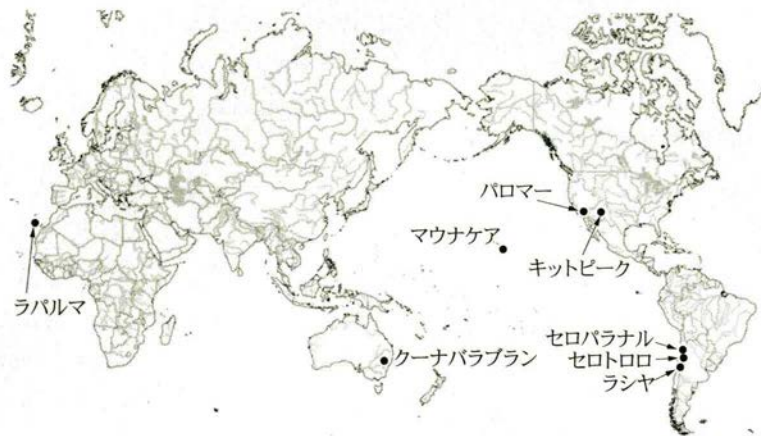 パロマー
マウナケア
キットピーク
ラパルマ
セロパラナル
クーナバラブラン
セロトロロ
ラシヤ